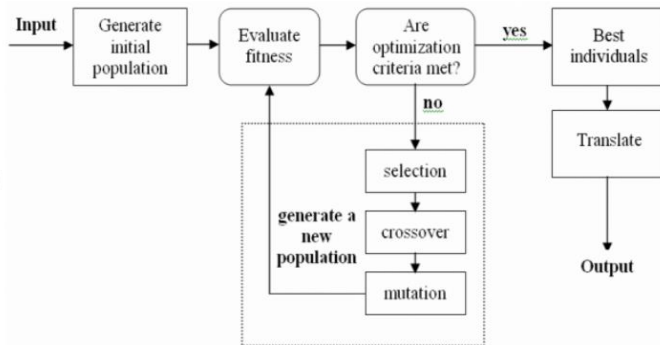 Input
Generate
initial
population
Evaluate
fitness
Are
optimization
criteria met?
yes
Best
individuals
no
Translate
selection
generate a
new
population
crossover
mutation
Output